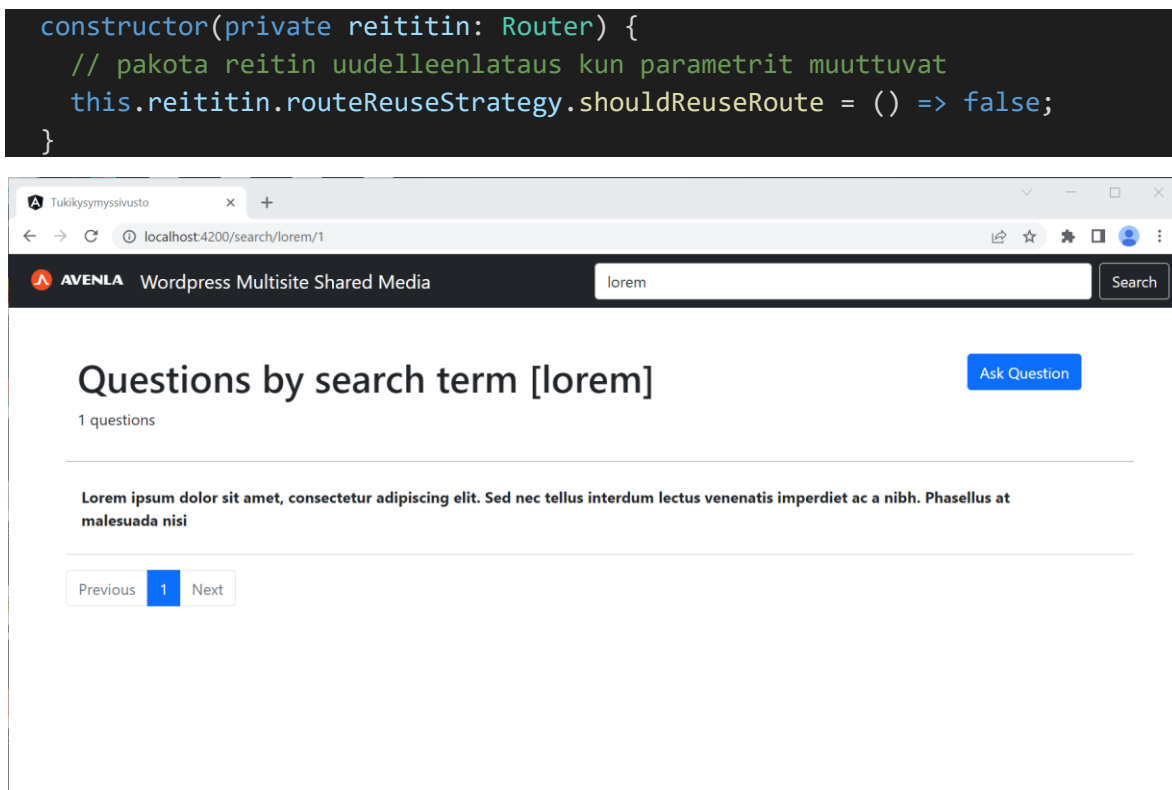 constructor(private reititin: Router) {
// pakota reitin uudelleenlataus kun parametrit muuttuvat
this.reititin.routeReuseStrategy.shouldReuseRoute = () => false;
}
Tukikysymyssivusto
localhost:4200/search/lorem/1
AVENLA Wordpress Multisite Shared Media lorem Search
Questions by search term [lorem] Ask Question
1 questions
Lorem ipsum dolor sit amet, consectetur adipiscing elit. Sed nec tellus interdum lectus venenatis imperdiet ac a nibh. Phasellus at
malesuada nisi
Previous 1 Next